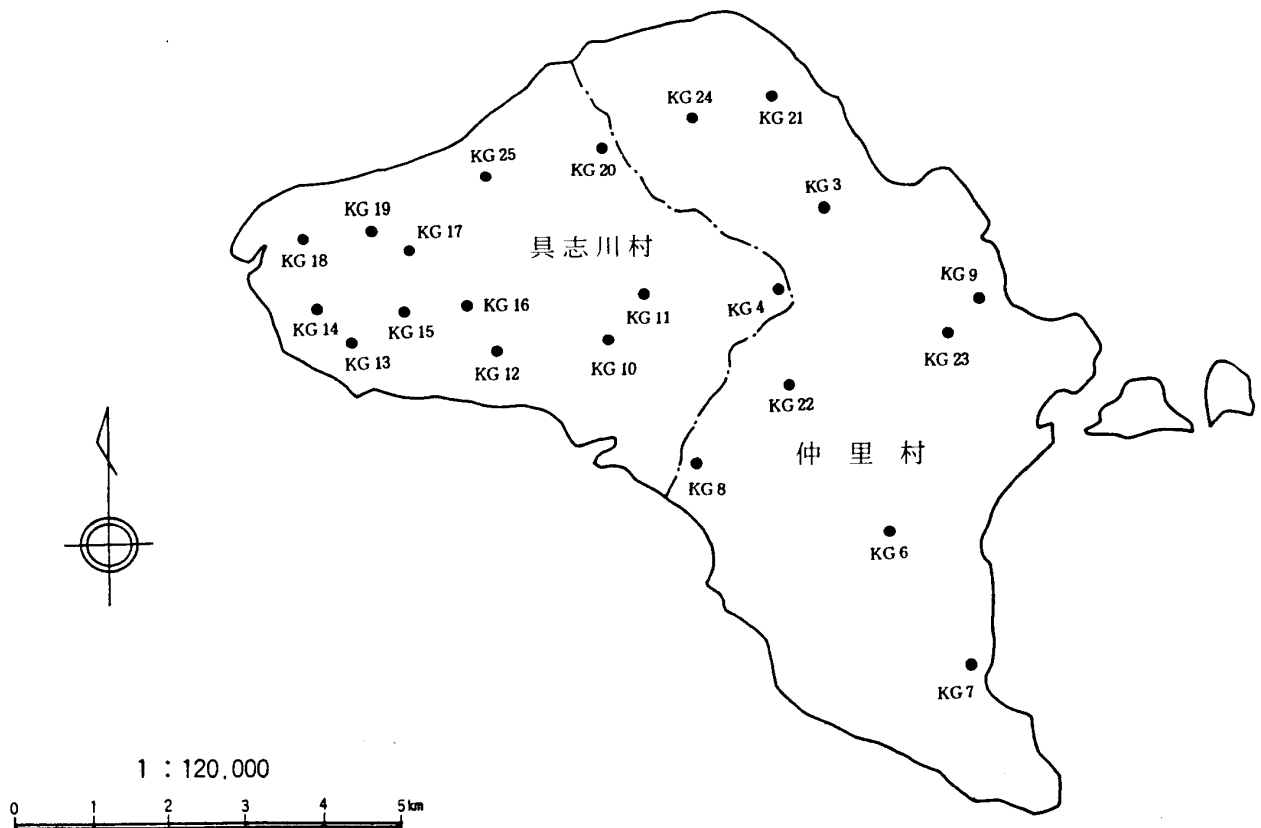 KG 24
KG 21
KG 20
KG 25
KG 3
KG 19
KG 17
具志川村
KG 18
KG 9
KG 4
KG 11
KG 16
KG 14
KG 15
KG 23
KG 13
KG 12
KG 10
KG 22
仲里村
KG 8
KG 6
KG 7
1 : 120,000
0 1 2 3 4 5 km